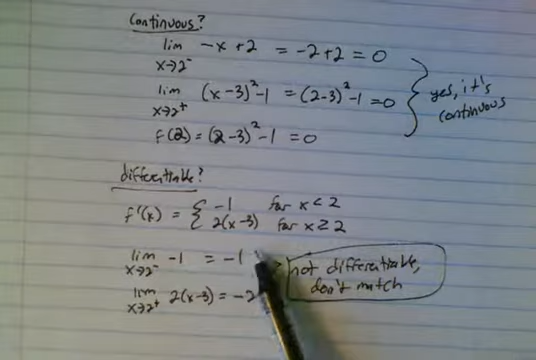 Continuous?
lim x→2⁻ -x+2 = -2+2 = 0
lim x→2⁺ (x-3)²-1 = (2-3)²-1 = 0
yes, it's continuous
f(2) = (2-3)²-1 = 0
differentiable?
f'(x) = { -1 for x < 2
2(x-3) for x ≥ 2
lim x→2⁻ -1 = -1
not differentiable, don't match
lim x→2⁺ 2(x-3) = -2